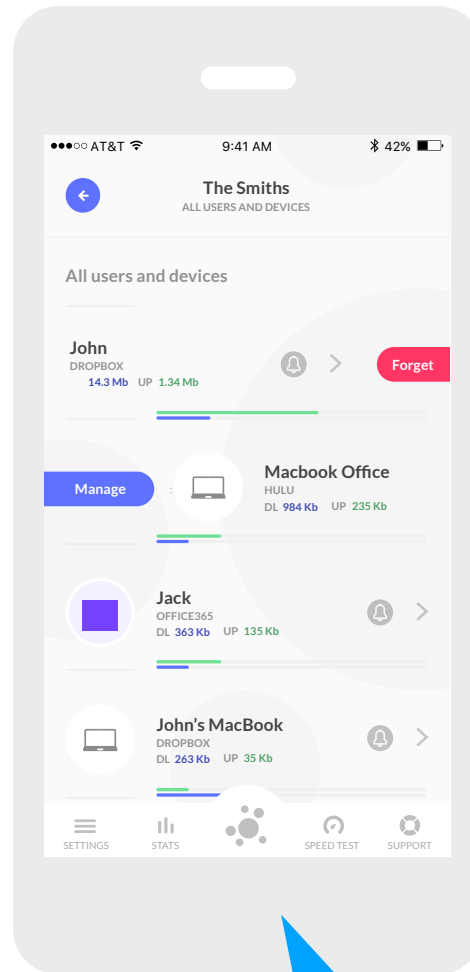 AT&T 9:41 AM 42%
The Smiths
ALL USERS AND DEVICES
All users and devices
John
DROPBOX
14.3 Mb UP 1.34 Mb
Forget
Manage
Macbook Office
HULU
DL 984 Kb UP 235 Kb
Jack
OFFICE365
DL 363 Kb UP 135 Kb
John's MacBook
DROPBOX
DL 263 Kb UP 35 Kb
SETTINGS STATS SPEED TEST SUPPORT